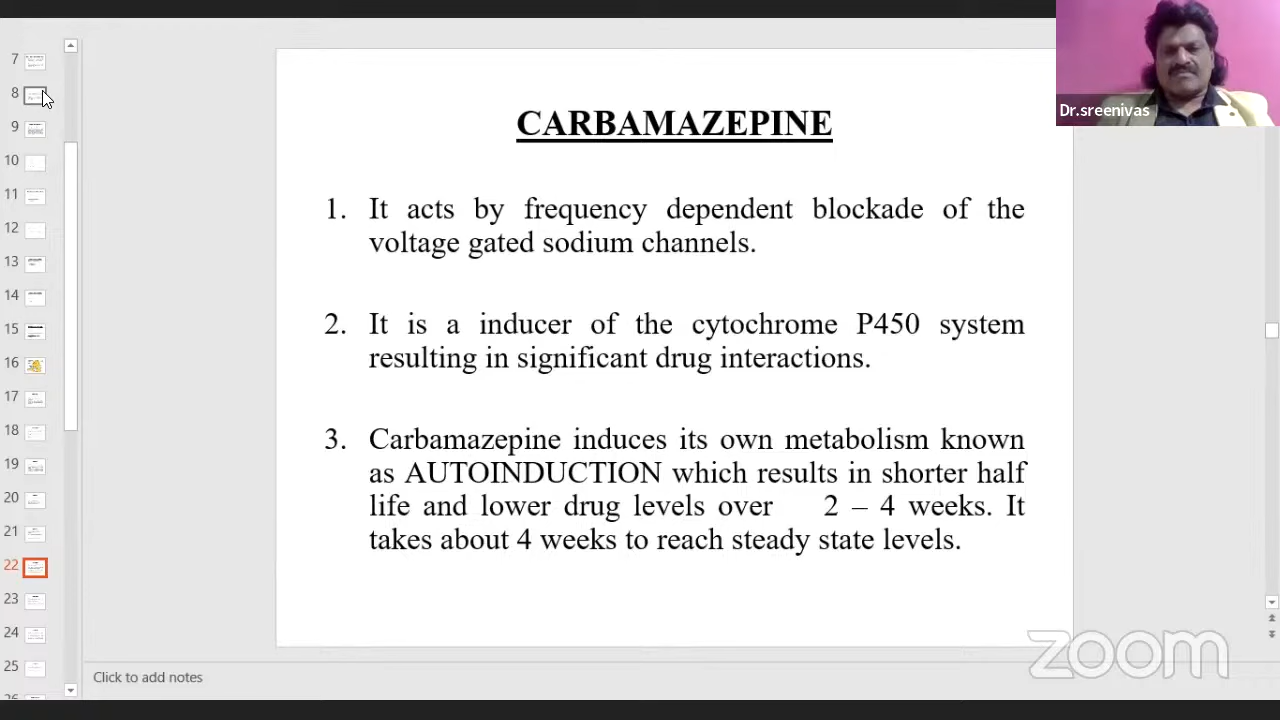 7
8
9
10
11
12
13
14
15
16
17
18
19
20
21
22
23
24
25
CARBAMAZEPINE
1. It acts by frequency dependent blockade of the
voltage gated sodium channels.
2. It is a inducer of the cytochrome P450 system
resulting in significant drug interactions.
3. Carbamazepine induces its own metabolism known
as AUTOINDUCTION which results in shorter half
life and lower drug levels over 2 – 4 weeks. It
takes about 4 weeks to reach steady state levels.
Dr.sreenivas
zoom
Click to add notes